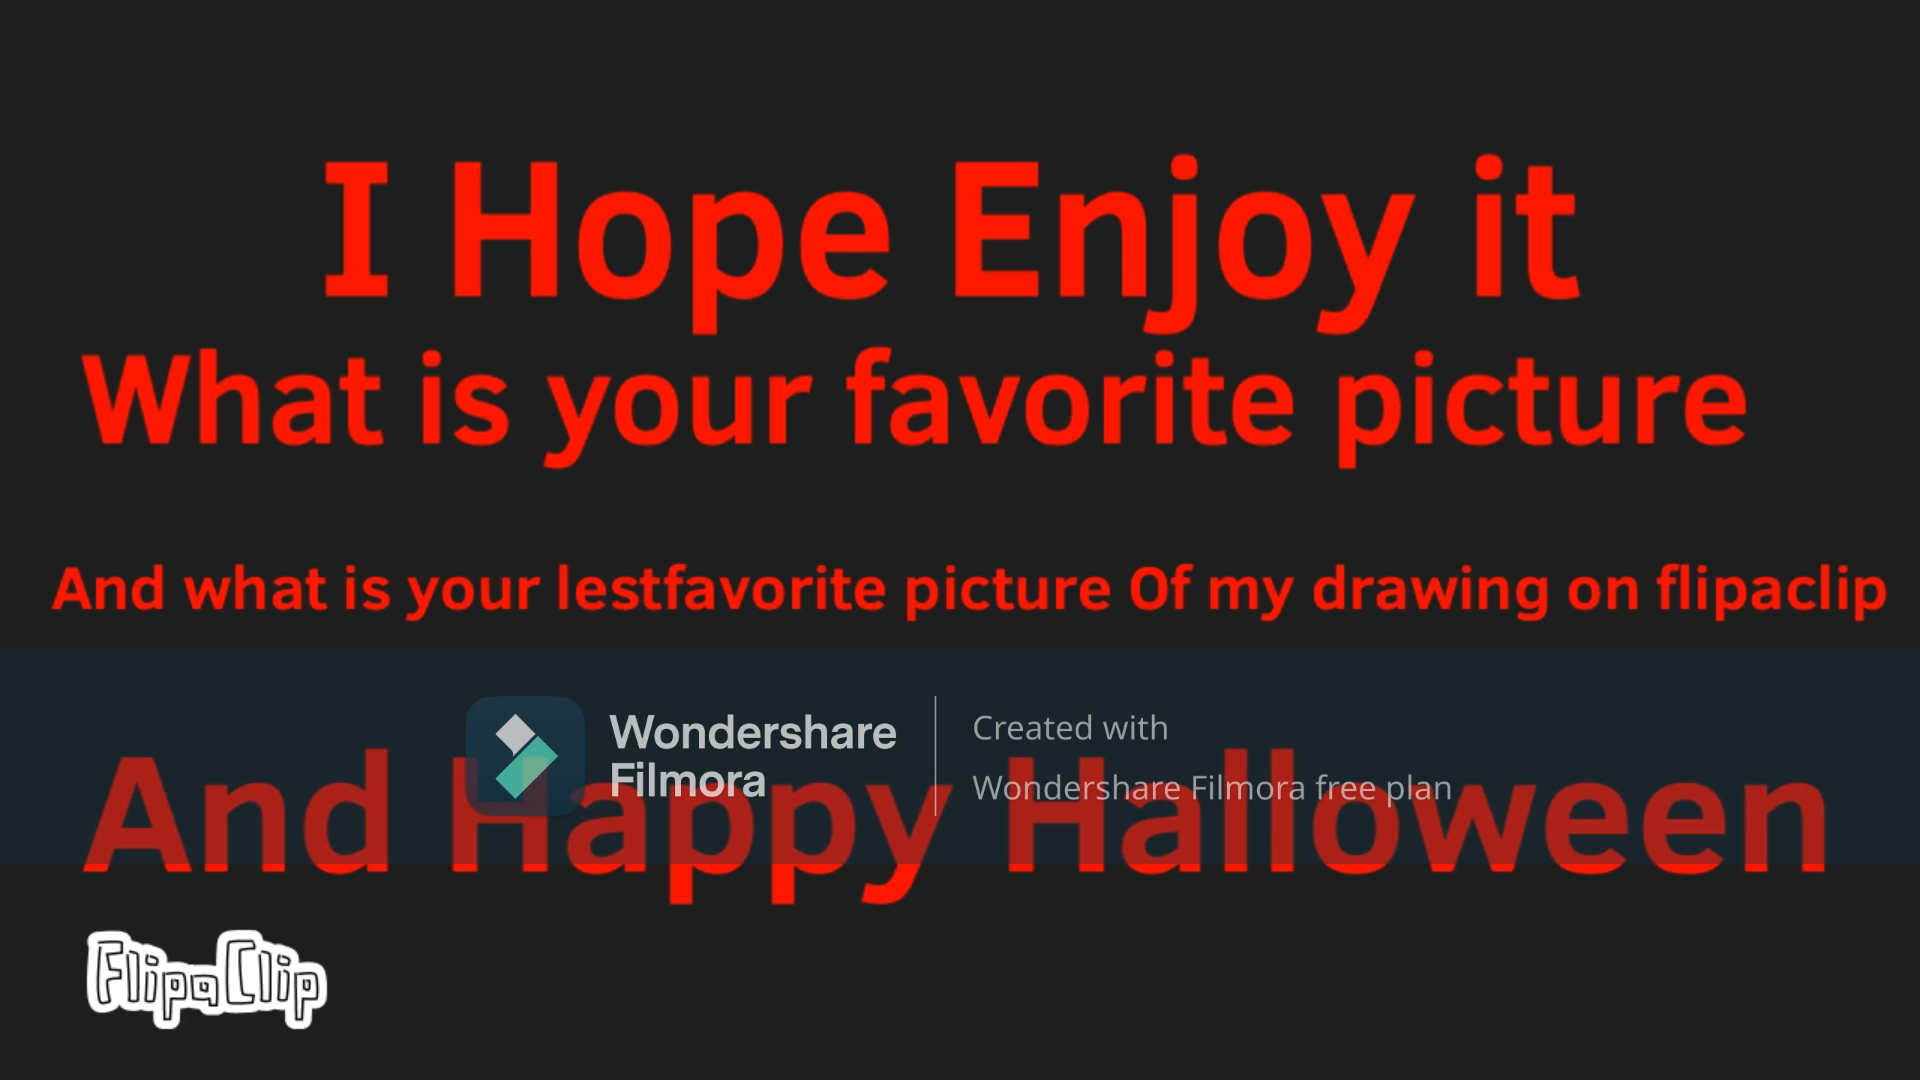 I Hope Enjoy it
What is your favorite picture
And what is your lestfavorite picture Of my drawing on flipaclip
Wondershare
Filmora
Created with
Wondershare Filmora free plan
And Happy Halloween
FlipaClip